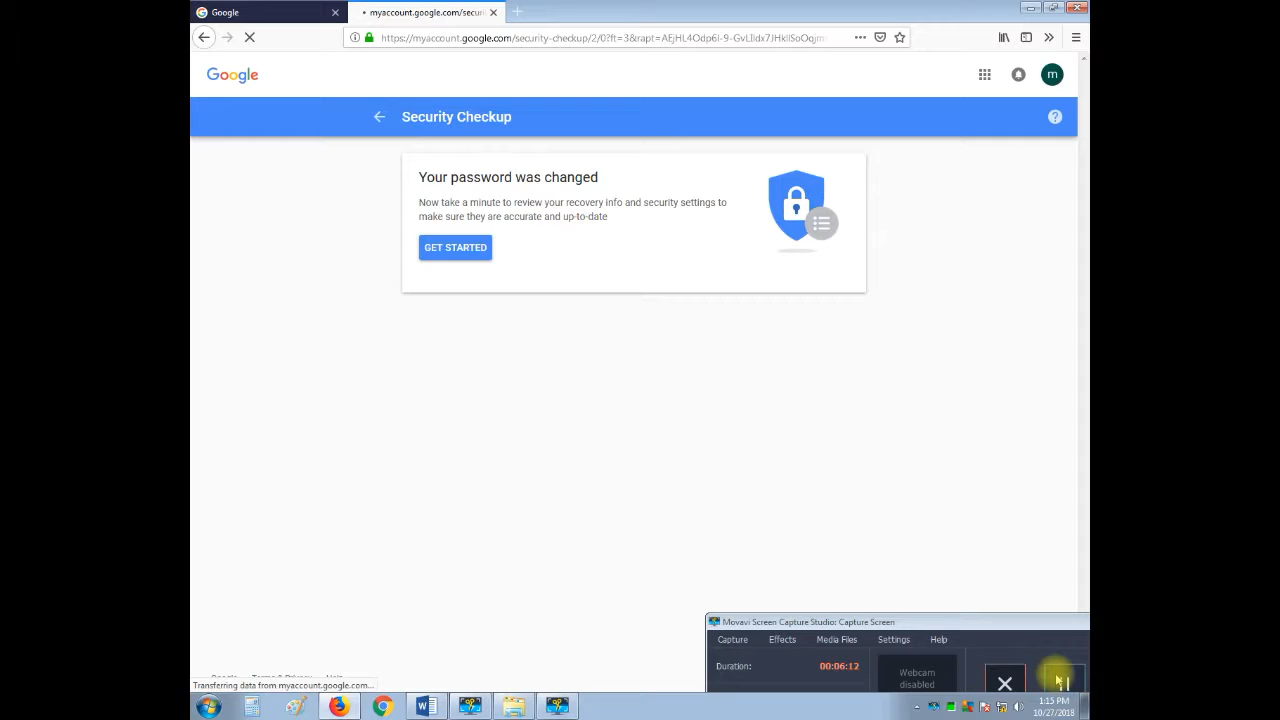 Google
myaccount.google.com/securi
https://myaccount.google.com/security-checkup/2/0?ft=3&rapt=AEjHL4Odp6I-9-GvLIldx7JHkIISoOqjm
Google
m
Security Checkup
?
Your password was changed
Now take a minute to review your recovery info and security settings to
make sure they are accurate and up-to-date
GET STARTED
Movavi Screen Capture Studio: Capture Screen
Capture Effects Media Files Settings Help
Duration: 00:06:12
Webcam
disabled
Transferring data from myaccount.google.com...
1:15 PM
10/27/2018